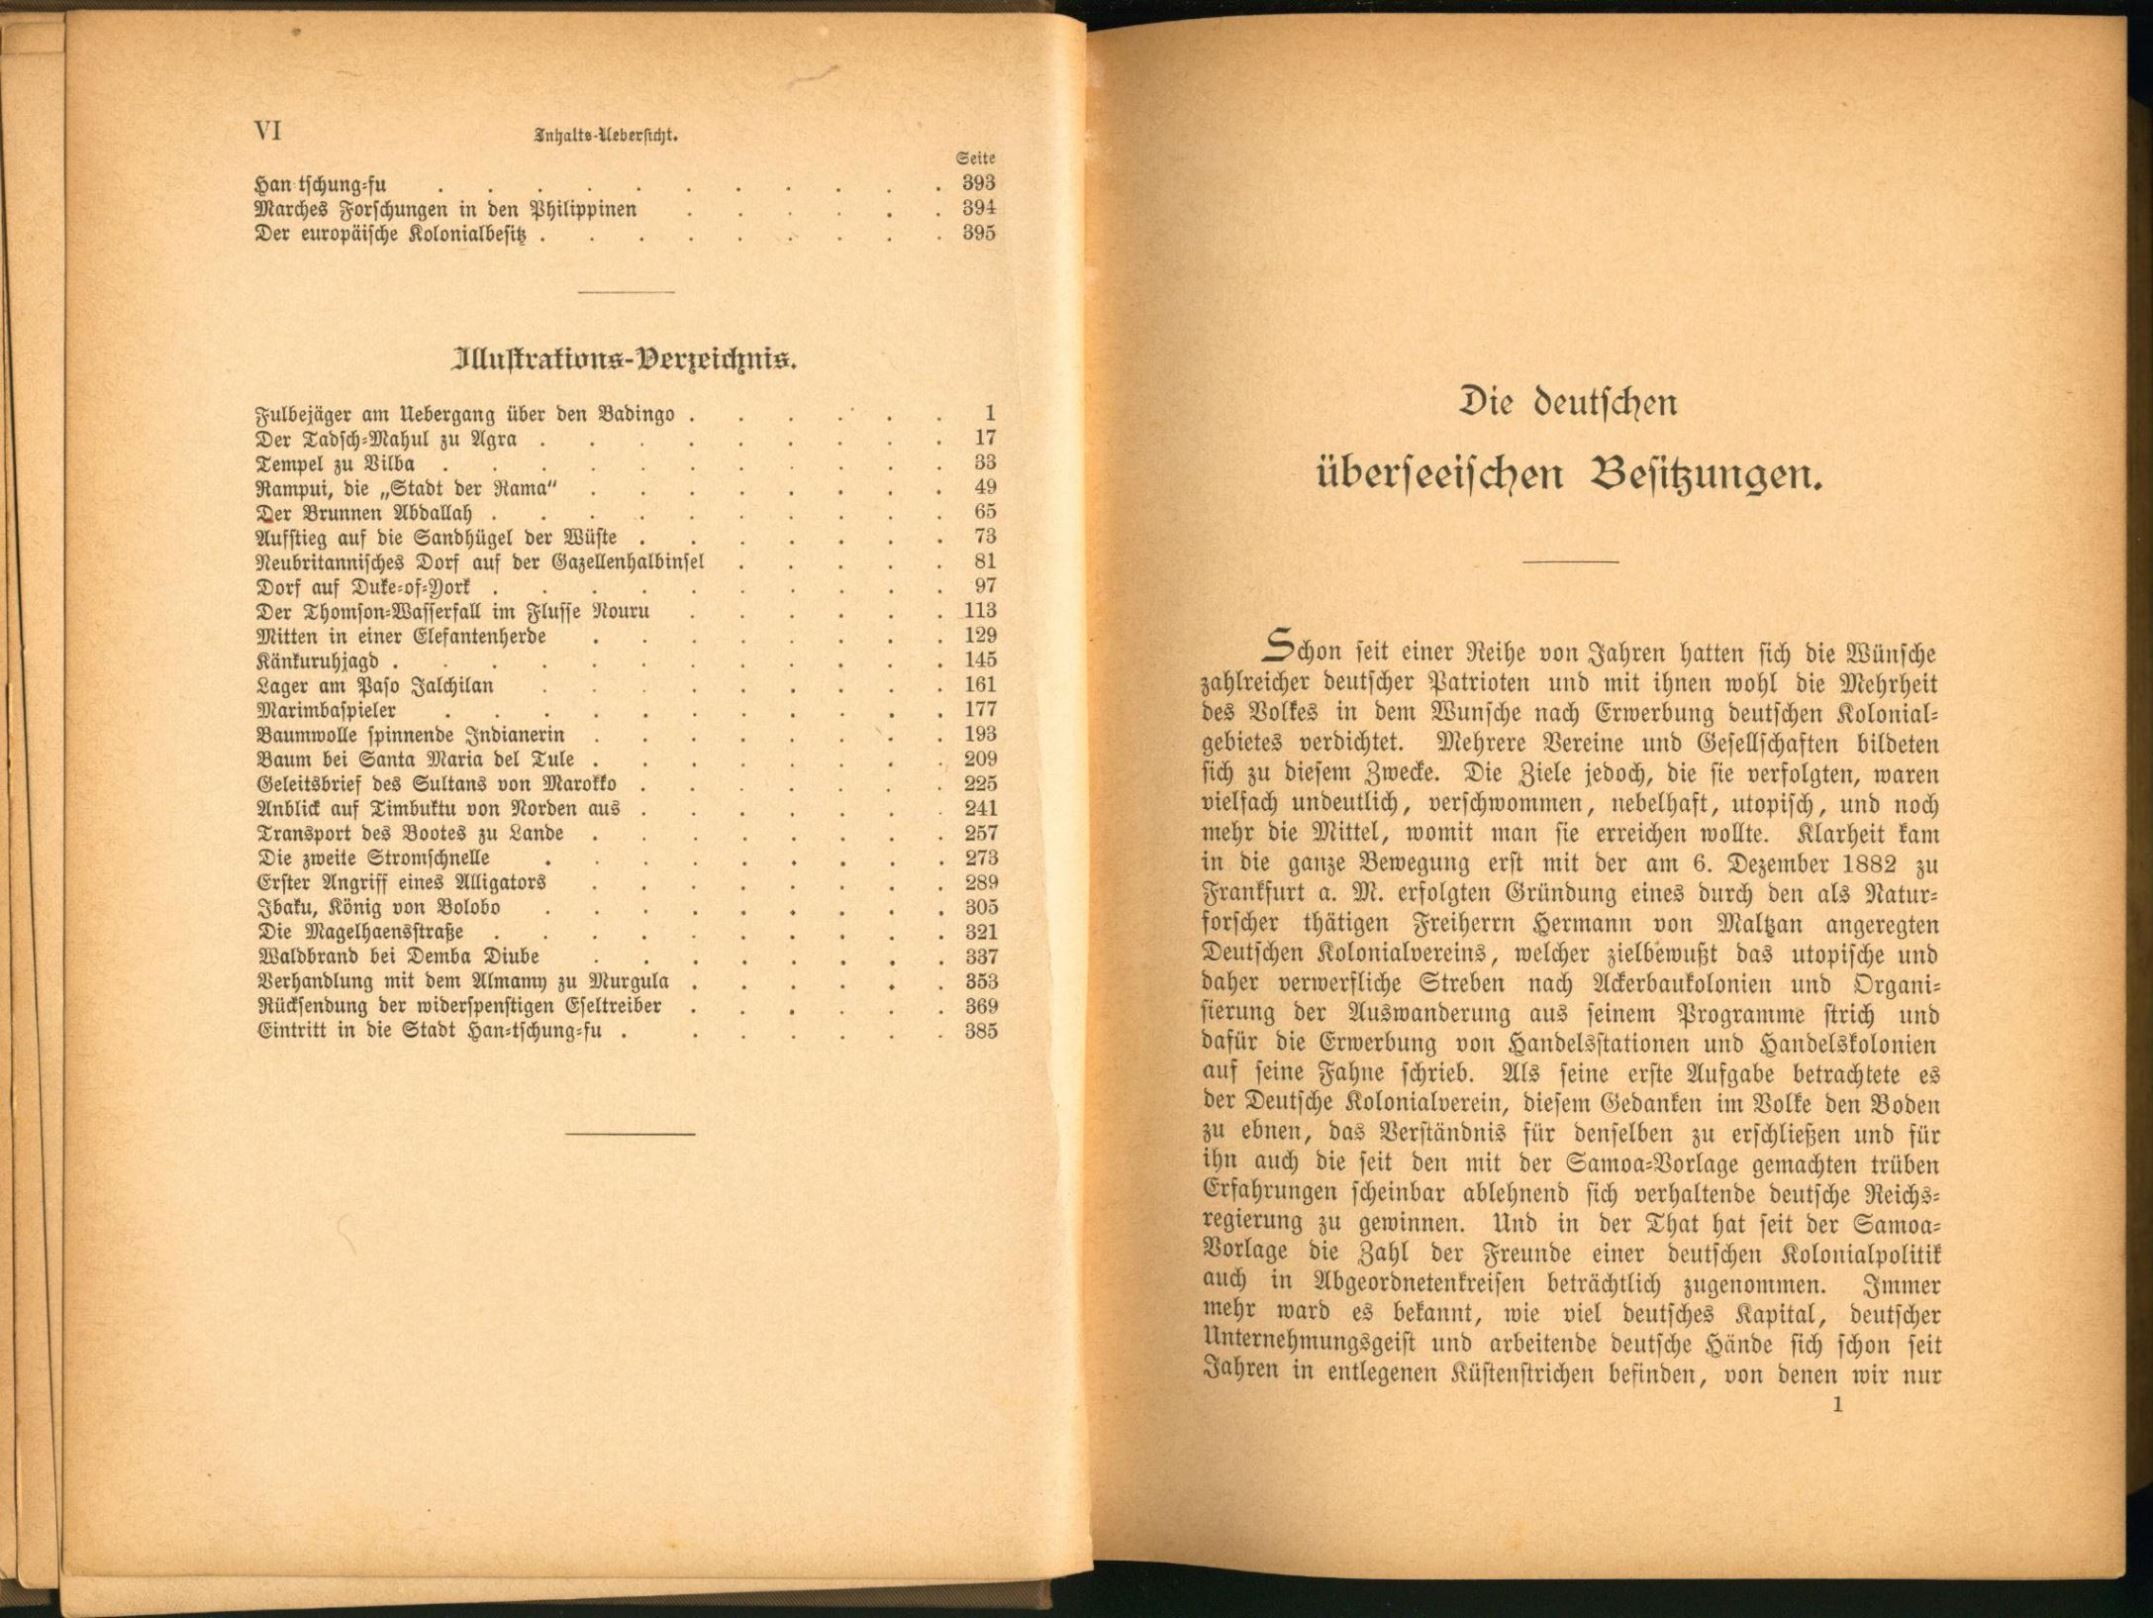 VI
Inhalts-Uebersicht.
Seite
Han tschung-fu . . . . . . . . . . . 393
Marches Forschungen in den Philippinen . . . . . . 394
Der europäische Kolonialbesitz . . . . . . . . . 395
Illustrations-Verzeichnis.
Fulbejäger am Uebergang über den Badingo . . . . . . 1
Der Tadsch-Mahul zu Agra . . . . . . . . . 17
Tempel zu Bilba . . . . . . . . . . . 33
Rampui, die „Stadt der Rama“ . . . . . . . . 49
Der Brunnen Abdallah . . . . . . . . . . 65
Aufstieg auf die Sandhügel der Wüste . . . . . . . 73
Neubritannisches Dorf auf der Gazellenhalbinsel . . . . . 81
Dorf auf Duke-of-York . . . . . . . . . . 97
Der Thomson-Wasserfall im Flusse Nouru . . . . . . 113
Mitten in einer Elefantenherde . . . . . . . . 129
Känkuruhjagd . . . . . . . . . . . . 145
Lager am Paso Jalchilan . . . . . . . . . 161
Marimbaspieler . . . . . . . . . . . 177
Baumwolle spinnende Indianerin . . . . . . . . 193
Baum bei Santa Maria del Tule . . . . . . . . 209
Geleitsbrief des Sultans von Marokko . . . . . . . 225
Anblick auf Timbuktu von Norden aus . . . . . . . 241
Transport des Bootes zu Lande . . . . . . . . 257
Die zweite Stromschnelle . . . . . . . . . 273
Erster Angriff eines Alligators . . . . . . . . 289
Ibaku, König von Bolobo . . . . . . . . . 305
Die Magelhaensstraße . . . . . . . . . . 321
Waldbrand bei Demba Diube . . . . . . . . 337
Verhandlung mit dem Almamy zu Murgula . . . . . . 353
Rücksendung der widerspenstigen Eseltreiber . . . . . . 369
Eintritt in die Stadt Han-tschung-fu . . . . . . . 385
Die deutschen
überseeischen Besitzungen.
Schon seit einer Reihe von Jahren hatten sich die Wünsche
zahlreicher deutscher Patrioten und mit ihnen wohl die Mehrheit
des Volkes in dem Wunsche nach Erwerbung deutschen Kolonial-
gebietes verdichtet. Mehrere Vereine und Gesellschaften bildeten
sich zu diesem Zwecke. Die Ziele jedoch, die sie verfolgten, waren
vielfach undeutlich, verschwommen, nebelhaft, utopisch, und noch
mehr die Mittel, womit man sie erreichen wollte. Klarheit kam
in die ganze Bewegung erst mit der am 6. Dezember 1882 zu
Frankfurt a. M. erfolgten Gründung eines durch den als Natur-
forscher thätigen Freiherrn Hermann von Maltzan angeregten
Deutschen Kolonialvereins, welcher zielbewußt das utopische und
daher verwerfliche Streben nach Ackerbaukolonien und Organi-
sierung der Auswanderung aus seinem Programme strich und
dafür die Erwerbung von Handelsstationen und Handelskolonien
auf seine Fahne schrieb. Als seine erste Aufgabe betrachtete es
der Deutsche Kolonialverein, diesem Gedanken im Volke den Boden
zu ebnen, das Verständnis für denselben zu erschließen und für
ihn auch die seit den mit der Samoa-Vorlage gemachten trüben
Erfahrungen scheinbar ablehnend sich verhaltende deutsche Reichs-
regierung zu gewinnen. Und in der That hat seit der Samoa-
Vorlage die Zahl der Freunde einer deutschen Kolonialpolitik
auch in Abgeordnetenkreisen beträchtlich zugenommen. Immer
mehr ward es bekannt, wie viel deutsches Kapital, deutscher
Unternehmungsgeist und arbeitende deutsche Hände sich schon seit
Jahren in entlegenen Küstenstrichen befinden, von denen wir nur
1